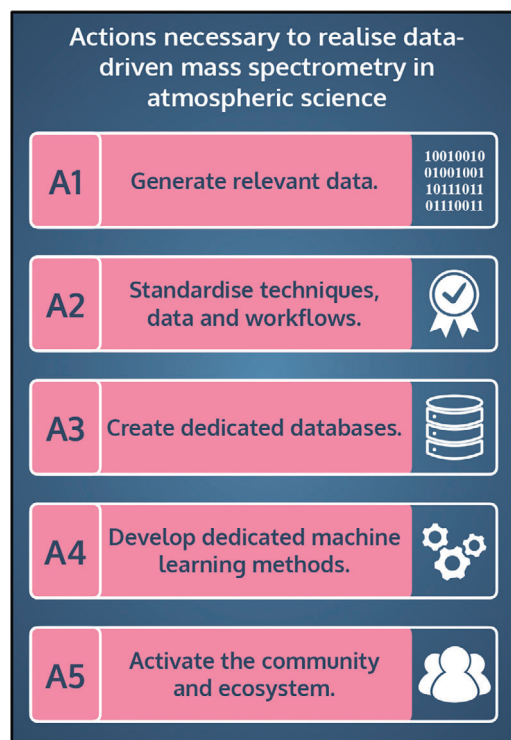 Actions necessary to realise data-
driven mass spectrometry in
atmospheric science
A1
Generate relevant data.
10010010
01001001
10111011
01110011
A2
Standardise techniques,
data and workflows.
A3
Create dedicated databases.
A4
Develop dedicated machine
learning methods.
A5
Activate the community
and ecosystem.